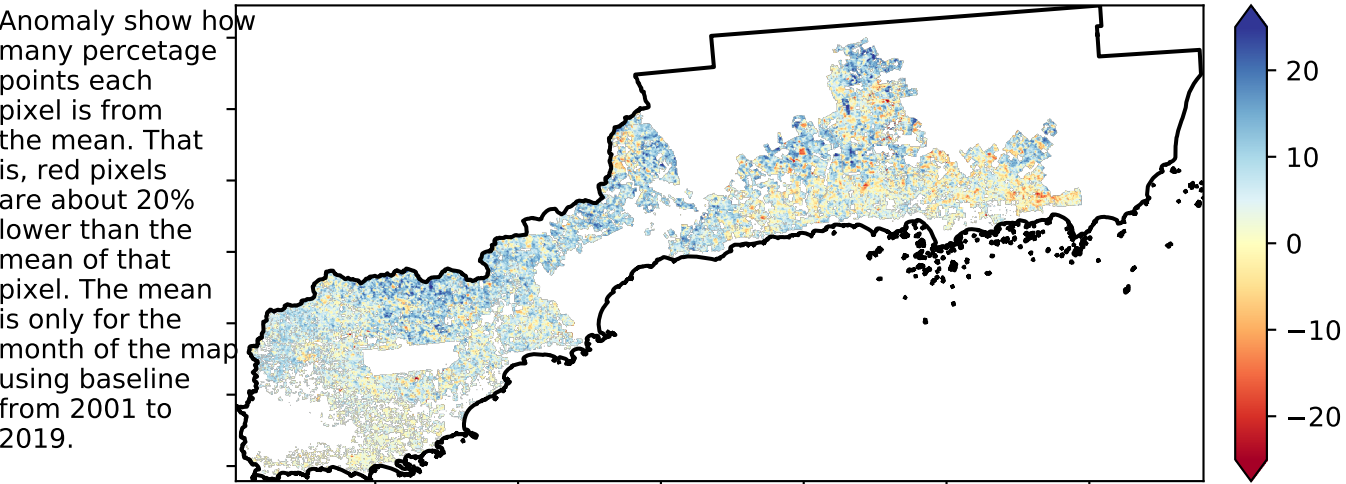 Anomaly show how
many percetage
points each
pixel is from
the mean. That
is, red pixels
are about 20%
lower than the
mean of that
pixel. The mean
is only for the
month of the map
using baseline
from 2001 to
2019.
20
10
0
−10
−20